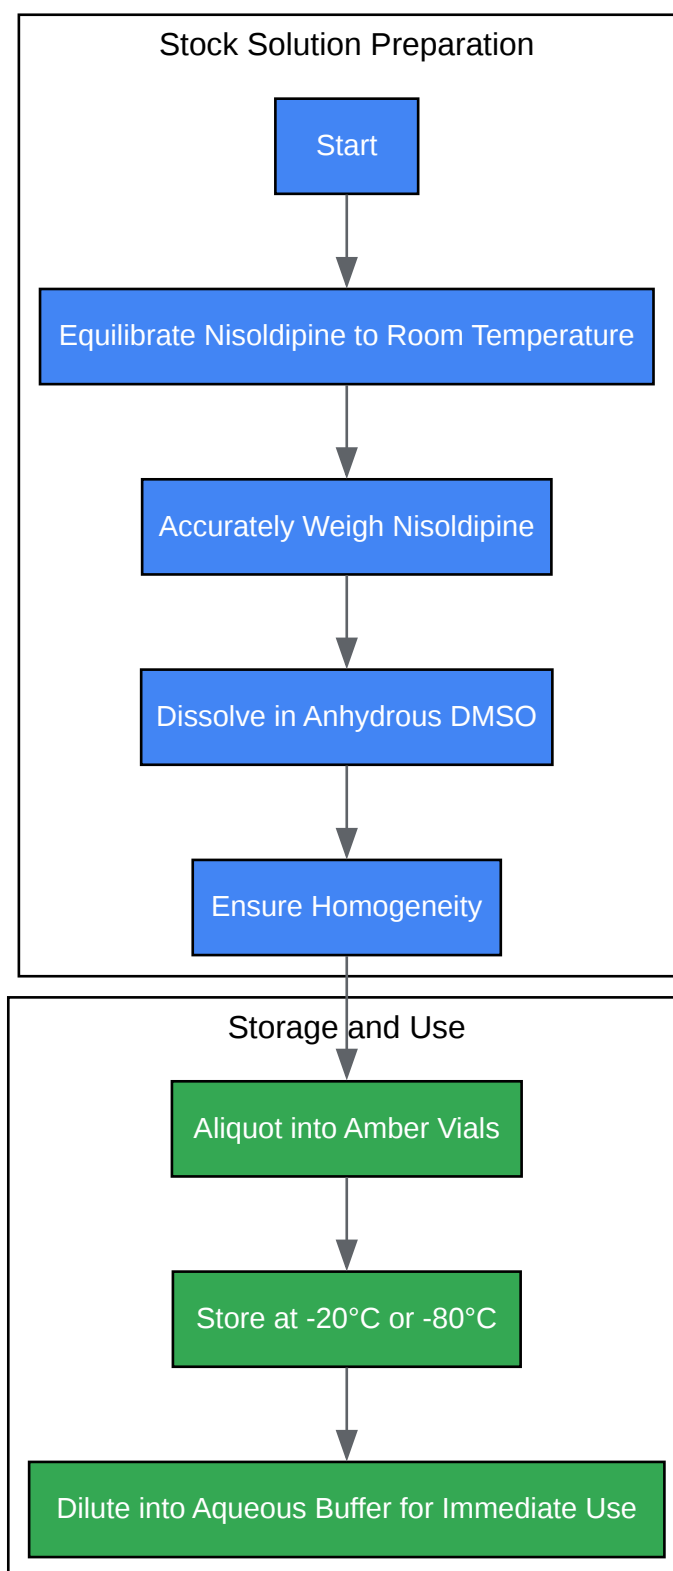 Stock Solution Preparation
Start
Equilibrate Nisoldipine to Room Temperature
Accurately Weigh Nisoldipine
Dissolve in Anhydrous DMSO
Ensure Homogeneity
Storage and Use
Aliquot into Amber Vials
Store at -20°C or -80°C
Dilute into Aqueous Buffer for Immediate Use